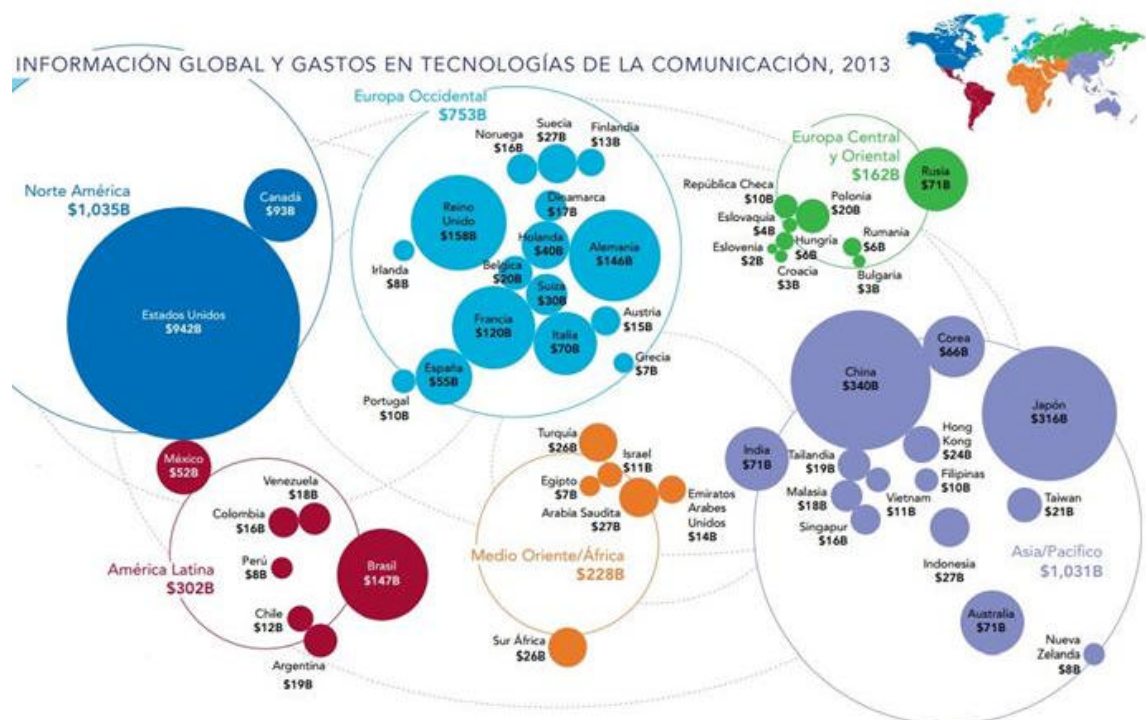 INFORMACIÓN GLOBAL Y GASTOS EN TECNOLOGÍAS DE LA COMUNICACIÓN, 2013
Norte América
$1,035B
Canadá
$93B
Estados Unidos
$942B
Europa Occidental
$753B
Noruega
$16B
Suecia
$27B
Finlandia
$13B
Reino
Unido
$158B
Dinamarca
$17B
Holanda
$40B
Alemania
$146B
Irlanda
$8B
Bélgica
$20B
Suiza
$30B
Francia
$120B
Italia
$70B
Austria
$15B
España
$55B
Grecia
$7B
Portugal
$10B
Europa Central
y Oriental
$162B
Rusia
$71B
República Checa
$10B
Polonia
$20B
Eslovaquia
$4B
Hungría
$6B
Rumania
$6B
Eslovenia
$2B
Croacia
$3B
Bulgaria
$3B
América Latina
$302B
México
$52B
Venezuela
$18B
Colombia
$16B
Perú
$8B
Brasil
$147B
Chile
$12B
Argentina
$19B
Medio Oriente/África
$228B
Turquía
$26B
Israel
$11B
Egipto
$7B
Arabia Saudita
$27B
Emiratos
Arabes
Unidos
$14B
Sur África
$26B
Asia/Pacífico
$1,031B
China
$340B
Corea
$66B
Japón
$316B
India
$71B
Tailandia
$19B
Hong
Kong
$24B
Filipinas
$10B
Malasia
$18B
Vietnam
$11B
Taiwan
$21B
Singapur
$16B
Indonesia
$27B
Australia
$71B
Nueva
Zelanda
$8B